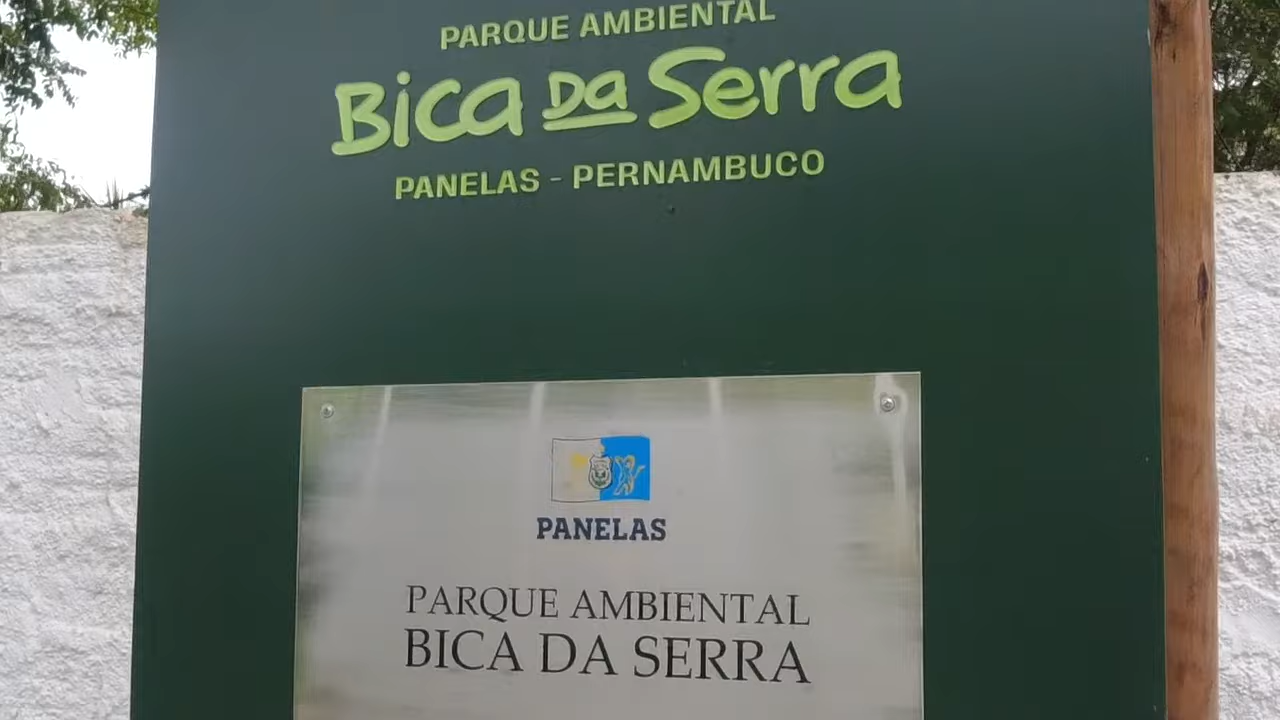 PARQUE AMBIENTAL
Bica Da Serra
PANELAS - PERNAMBUCO
PANELAS
PARQUE AMBIENTAL
BICA DA SERRA